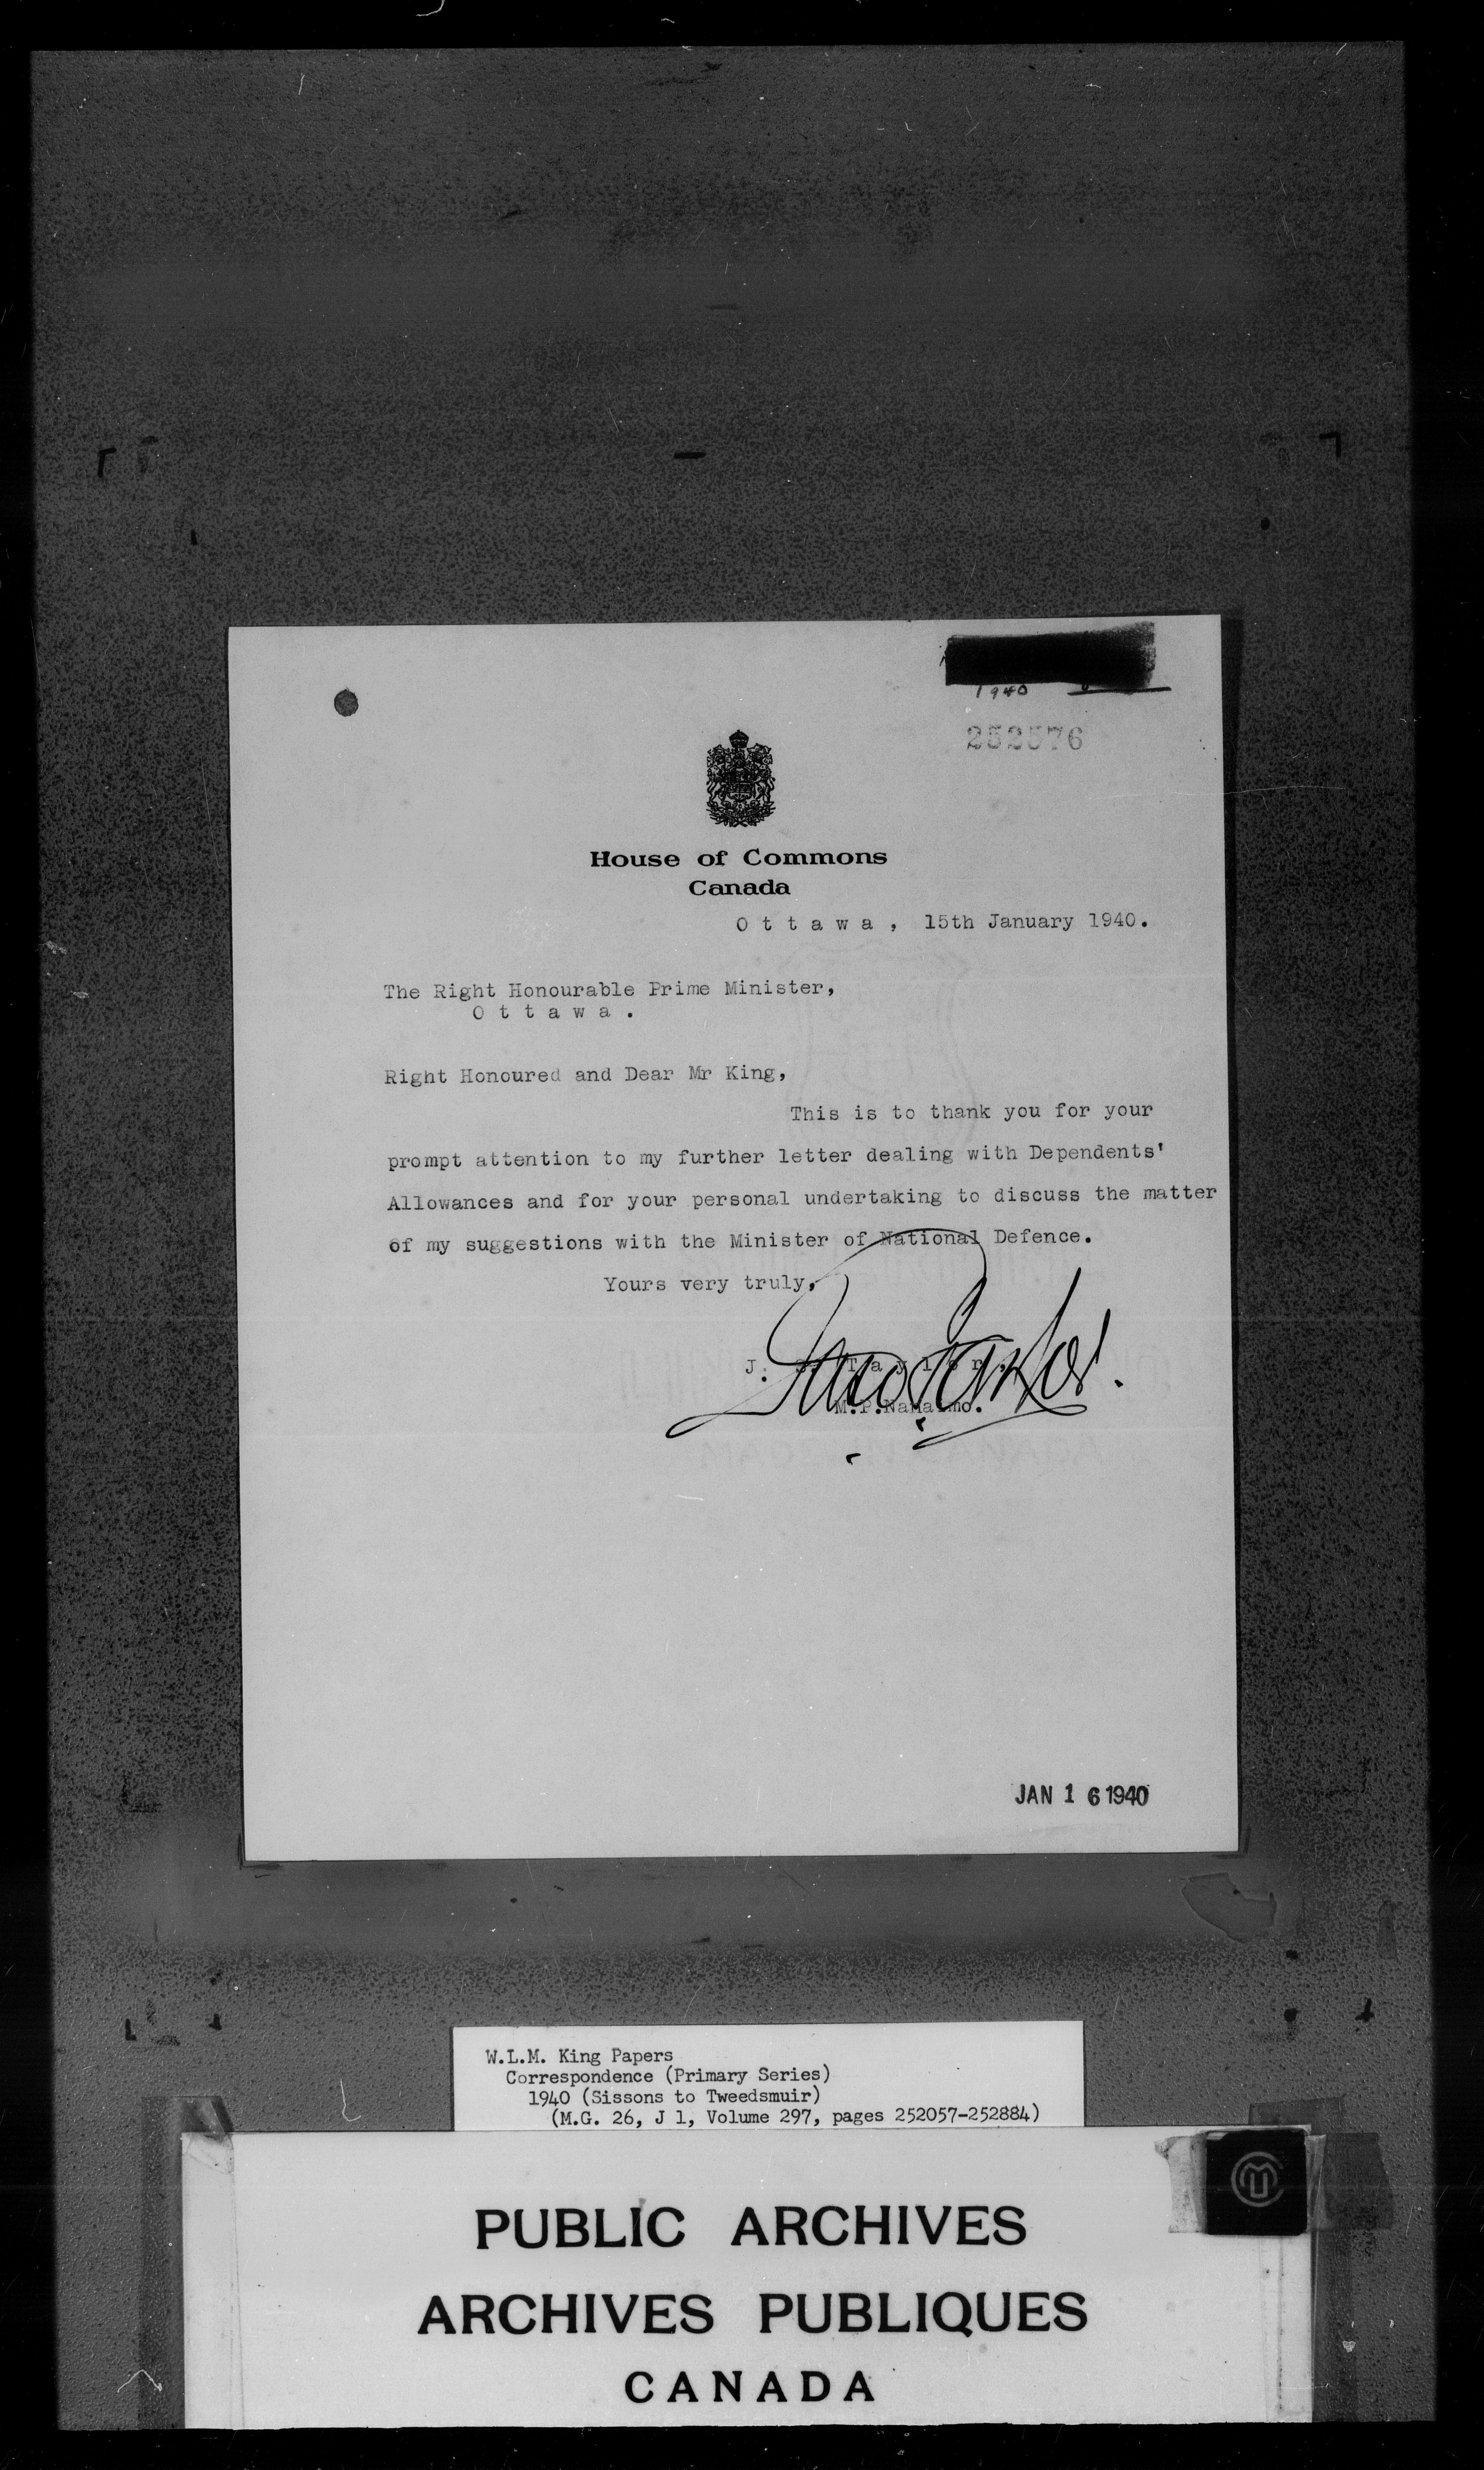 1940
252576
House of Commons
Canada
Ottawa, 15th January 1940.
The Right Honourable Prime Minister,
Ottawa.
Right Honoured and Dear Mr King,
This is to thank you for your
prompt attention to my further letter dealing with Dependents'
Allowances and for your personal undertaking to discuss the matter
of my suggestions with the Minister of National Defence.
Yours very truly,
J. S. Taylor.
M.P.Nanaimo.
JAN 16 1940
W.L.M. King Papers
Correspondence (Primary Series)
1940 (Sissons to Tweedsmuir)
(M.G. 26, J 1, Volume 297, pages 252057-252884)
PUBLIC ARCHIVES
ARCHIVES PUBLIQUES
CANADA